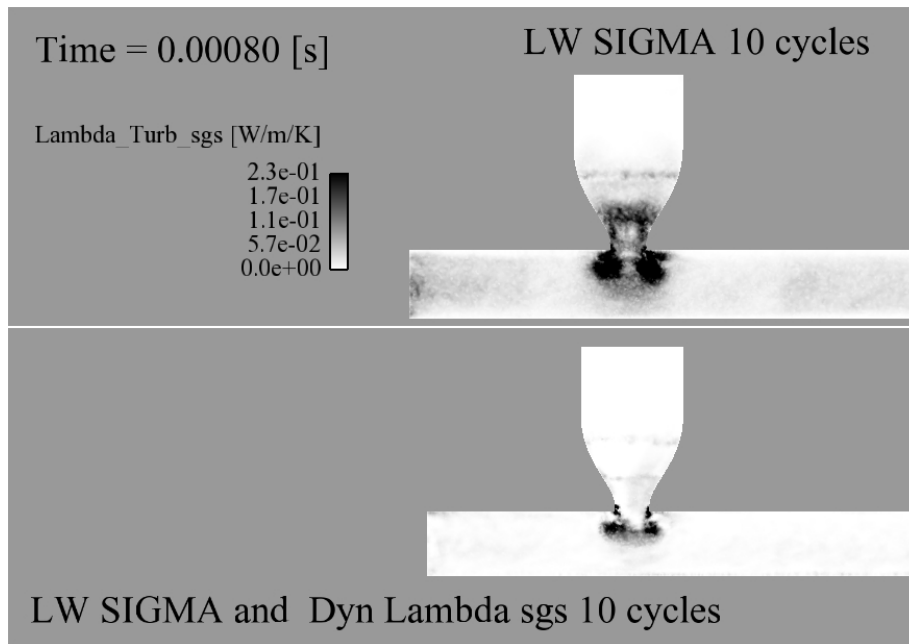 Time = 0.00080 [s]
LW SIGMA 10 cycles
Lambda_Turb_sgs [W/m/K]
2.3e-01
1.7e-01
1.1e-01
5.7e-02
0.0e+00
LW SIGMA and Dyn Lambda sgs 10 cycles